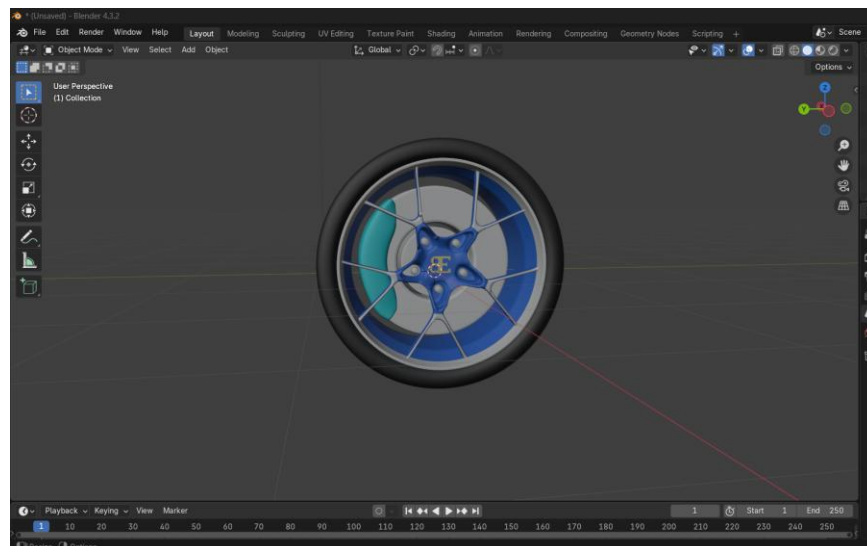 * (Unsaved) - Blender 4.3.2
File Edit Render Window Help Layout Modeling Sculpting UV Editing Texture Paint Shading Animation Rendering Compositing Geometry Nodes Scripting + Scene
Object Mode View Select Add Object Global
Options
User Perspective
(1) Collection
Z
Y
Playback Keying View Marker 1 Start 1 End 250
1 10 20 30 40 50 60 70 80 90 100 110 120 130 140 150 160 170 180 190 200 210 220 230 240 250